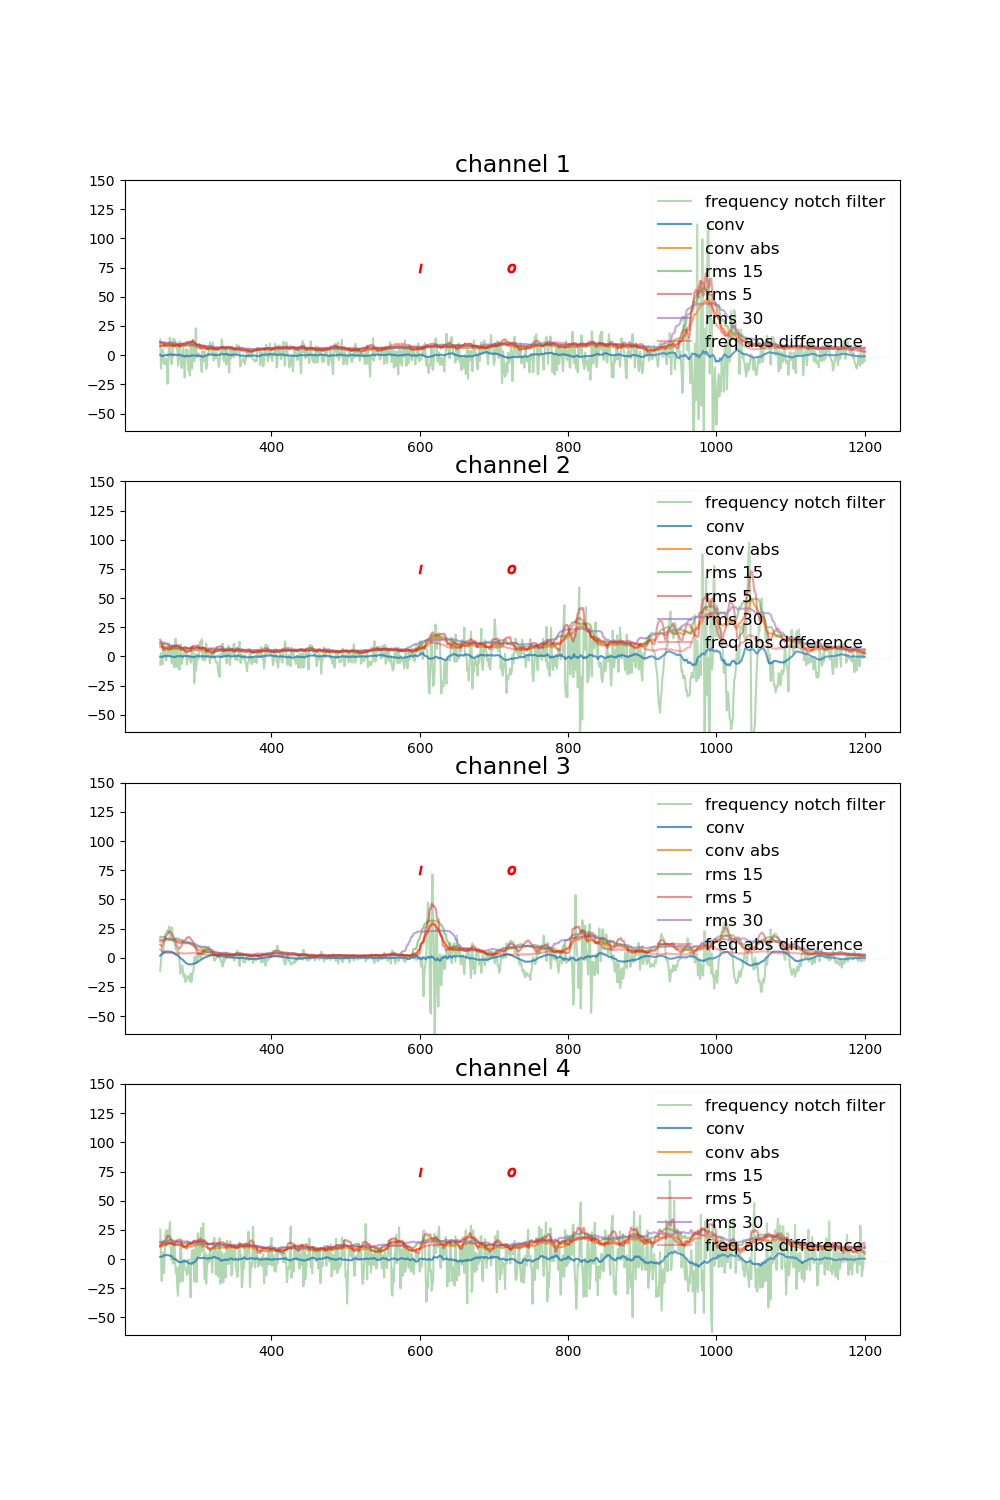 channel 1
150
125
100
75
50
25
0
−25
−50
frequency notch filter
conv
conv abs
rms 15
rms 5
rms 30
freq abs difference
I o
400 600 800 1000 1200
channel 2
150
125
100
75
50
25
0
−25
−50
frequency notch filter
conv
conv abs
rms 15
rms 5
rms 30
freq abs difference
I o
400 600 800 1000 1200
channel 3
150
125
100
75
50
25
0
−25
−50
frequency notch filter
conv
conv abs
rms 15
rms 5
rms 30
freq abs difference
I o
400 600 800 1000 1200
channel 4
150
125
100
75
50
25
0
−25
−50
frequency notch filter
conv
conv abs
rms 15
rms 5
rms 30
freq abs difference
I o
400 600 800 1000 1200